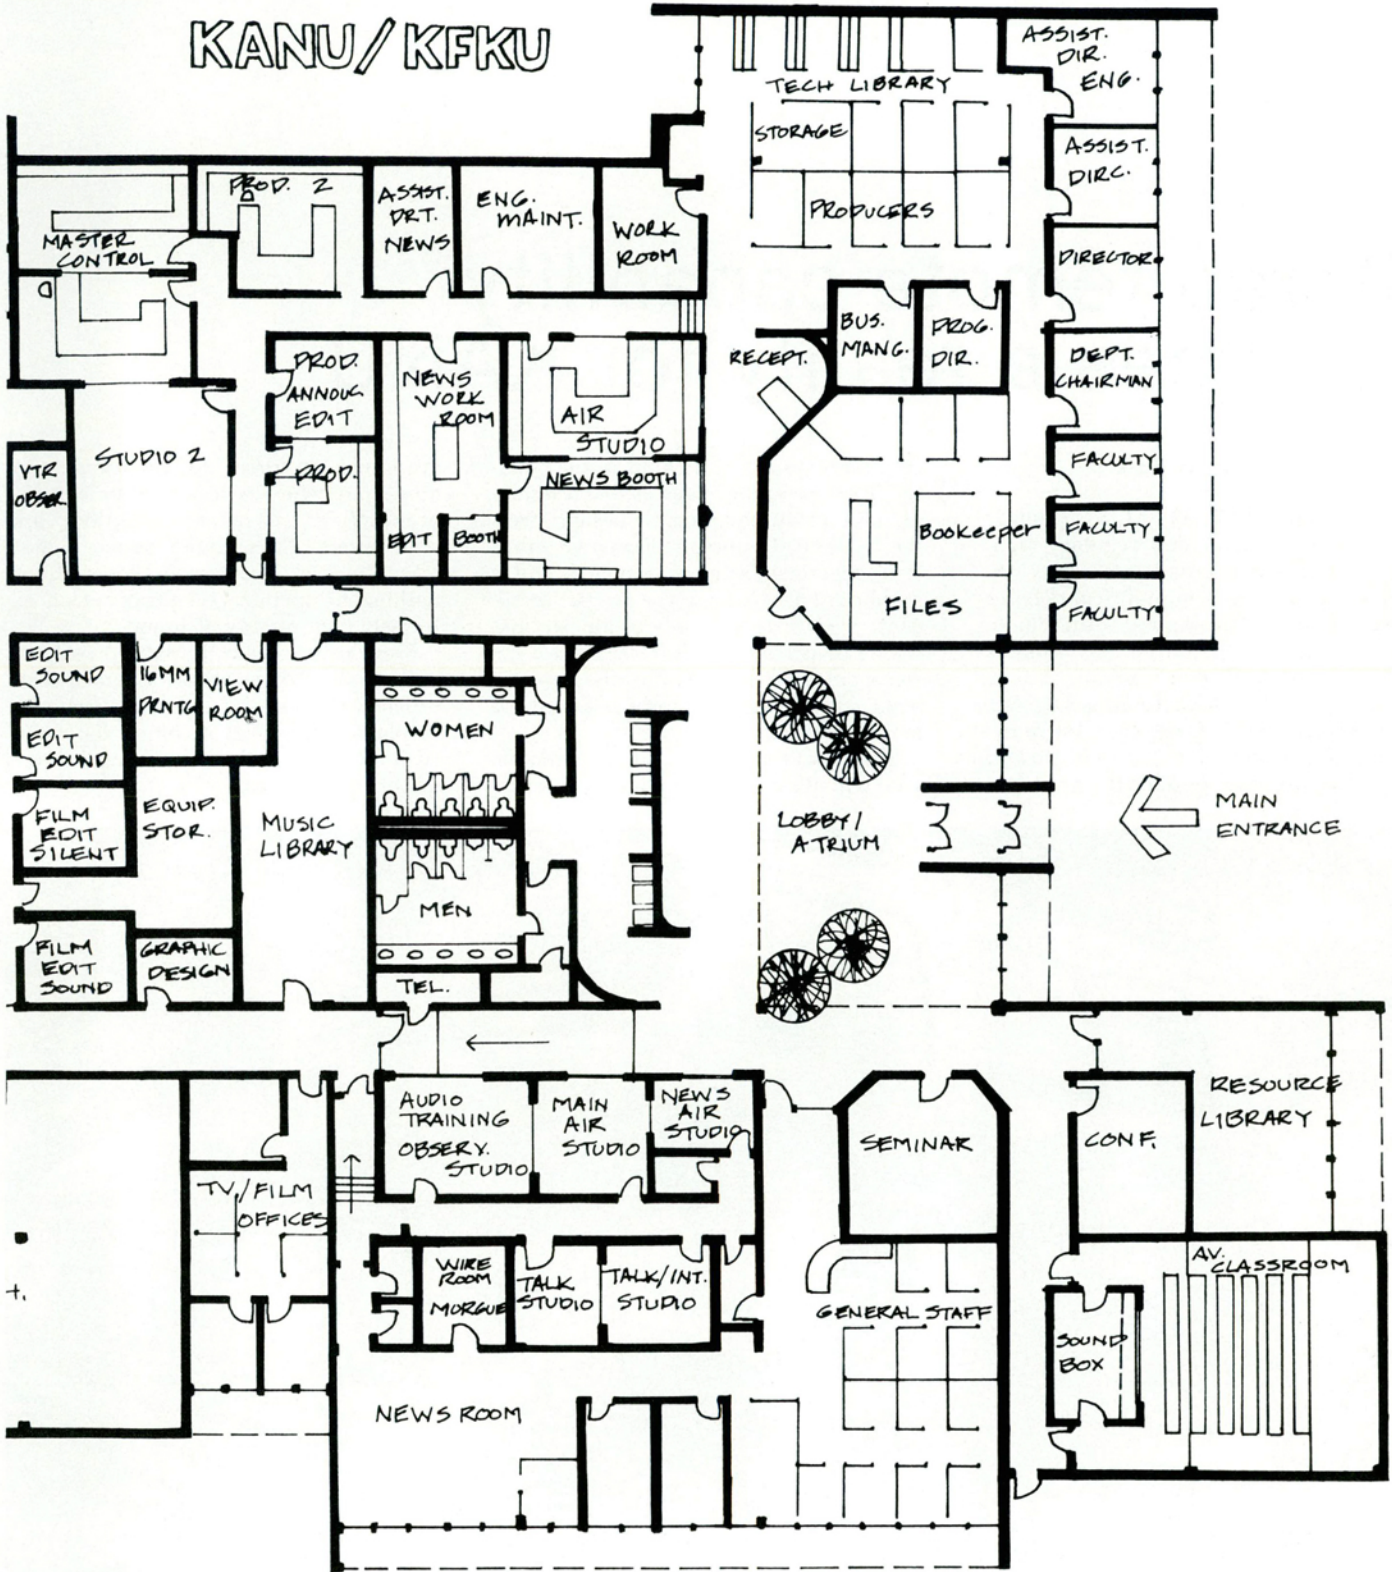 KANU/KFKU
TECH LIBRARY
STORAGE
PRODUCERS
ASSIST.
DIR.
ENG.
ASSIST.
DIRC.
DIRECTOR
DEPT.
CHAIRMAN
FACULTY
FACULTY
FACULTY
MASTER
CONTROL
PROD. 2
ASSIST.
DRT.
NEWS
ENG.
MAINT.
WORK
ROOM
BUS.
MANG.
PROG.
DIR.
RECEPT.
PROD.
ANNOUC
EDIT
PROD.
NEWS
WORK
ROOM
AIR
STUDIO
NEWS BOOTH
EDIT
BOOTH
STUDIO 2
VTR
OBSER
BOOKEEPER
FILES
EDIT
SOUND
16MM
PRNTG
VIEW
ROOM
EDIT
SOUND
FILM
EDIT
SILENT
EQUIP.
STOR.
MUSIC
LIBRARY
WOMEN
MEN
FILM
EDIT
SOUND
GRAPHIC
DESIGN
TEL.
LOBBY/
ATRIUM
MAIN
ENTRANCE
AUDIO
TRAINING
OBSERV.
STUDIO
MAIN
AIR
STUDIO
NEWS
AIR
STUDIO
SEMINAR
CONF.
RESOURCE
LIBRARY
TV./FILM
OFFICES
WIRE
ROOM
MORGUE
TALK
STUDIO
TALK/INT.
STUDIO
GENERAL STAFF
AV.
CLASSROOM
SOUND
BOX
NEWS ROOM
t.